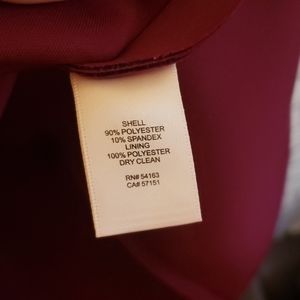 SHELL
90% POLYESTER
10% SPANDEX
LINING
100% POLYESTER
DRY CLEAN
RN# 54163
CA# 57151